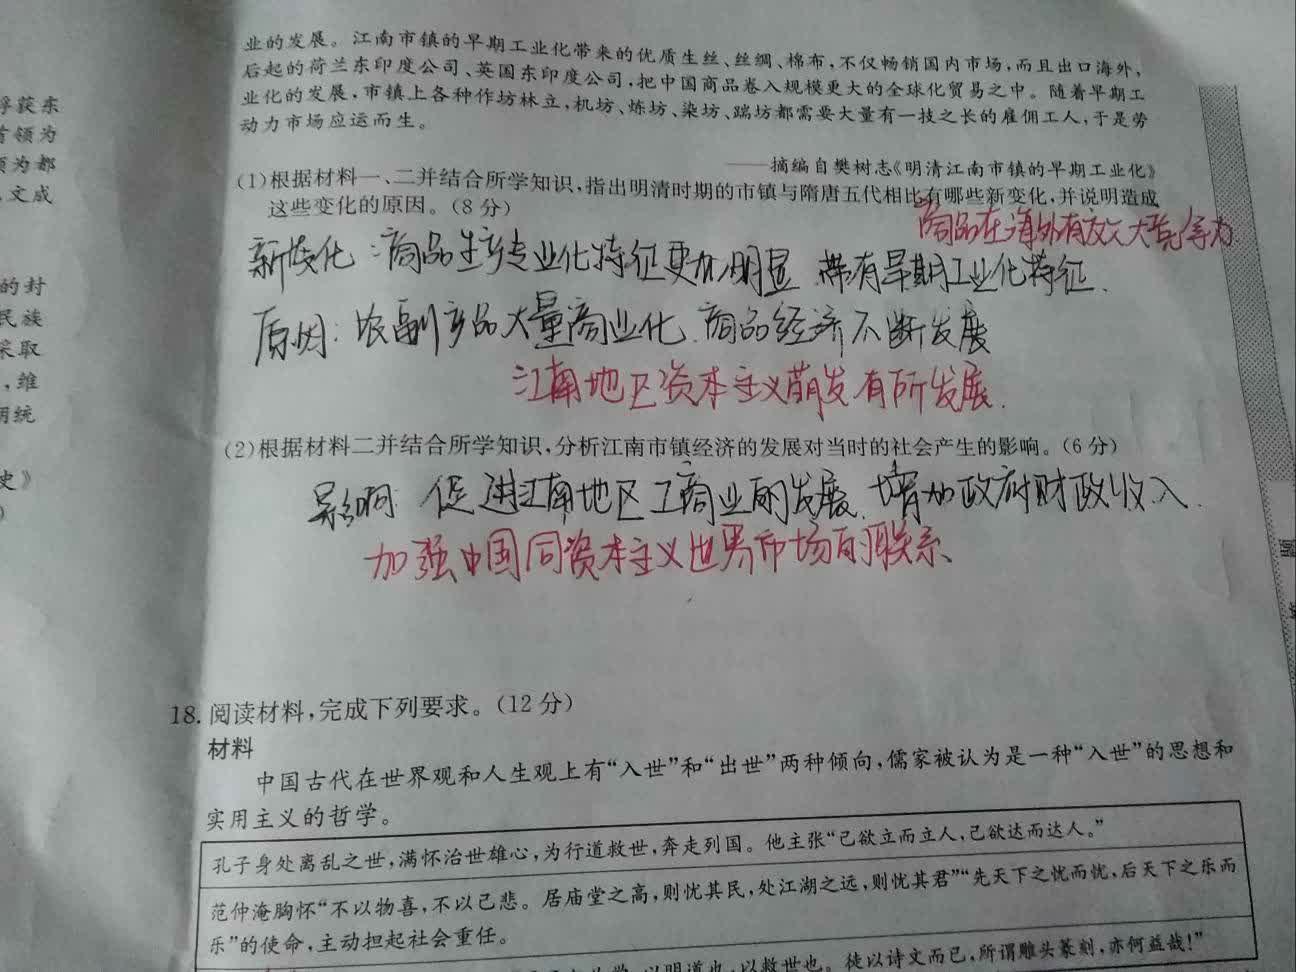 业的发展。江南市镇的早期工业化带来的优质生丝、丝绸、棉布,不仅畅销国内市场,而且出口海外,
后起的荷兰东印度公司、英国东印度公司,把中国商品卷入规模更大的全球化贸易之中。随着早期工
业化的发展,市镇上各种作坊林立,机坊、炼坊、染坊、踹坊都需要大量有一技之长的雇佣工人,于是劳
动力市场应运而生。
——摘编自樊树志《明清江南市镇的早期工业化》
(1)根据材料一、二并结合所学知识,指出明清时期的市镇与隋唐五代相比有哪些新变化,并说明造成
这些变化的原因。(8分)
商品在海外有较大竞争力
新变化:商品生产专业化特征更加明显.带有早期工业化特征.
原因:农副产品大量商业化.商品经济不断发展
江南地区资本主义萌发有所发展.
(2)根据材料二并结合所学知识,分析江南市镇经济的发展对当时的社会产生的影响。(6分)
影响 促进江南地区工商业的发展.增加政府财政收入.
加强中国同资本主义世界市场的联系、
18.阅读材料,完成下列要求。(12分)
材料
中国古代在世界观和人生观上有“入世”和“出世”两种倾向,儒家被认为是一种“入世”的思想和
实用主义的哲学。
孔子身处离乱之世,满怀治世雄心,为行道救世,奔走列国。他主张“己欲立而立人,己欲达而达人。”
范仲淹胸怀“不以物喜,不以己悲。居庙堂之高,则忧其民,处江湖之远,则忧其君”“先天下之忧而忧,后天下之乐而
乐”的使命,主动担起社会重任。
以明道也,以救世也。徒以诗文而已,所谓雕头篆刻,亦何益哉!”
俘获东
首领为
领为都
,文成
的封
民族
采取
,维
明统
史》
)